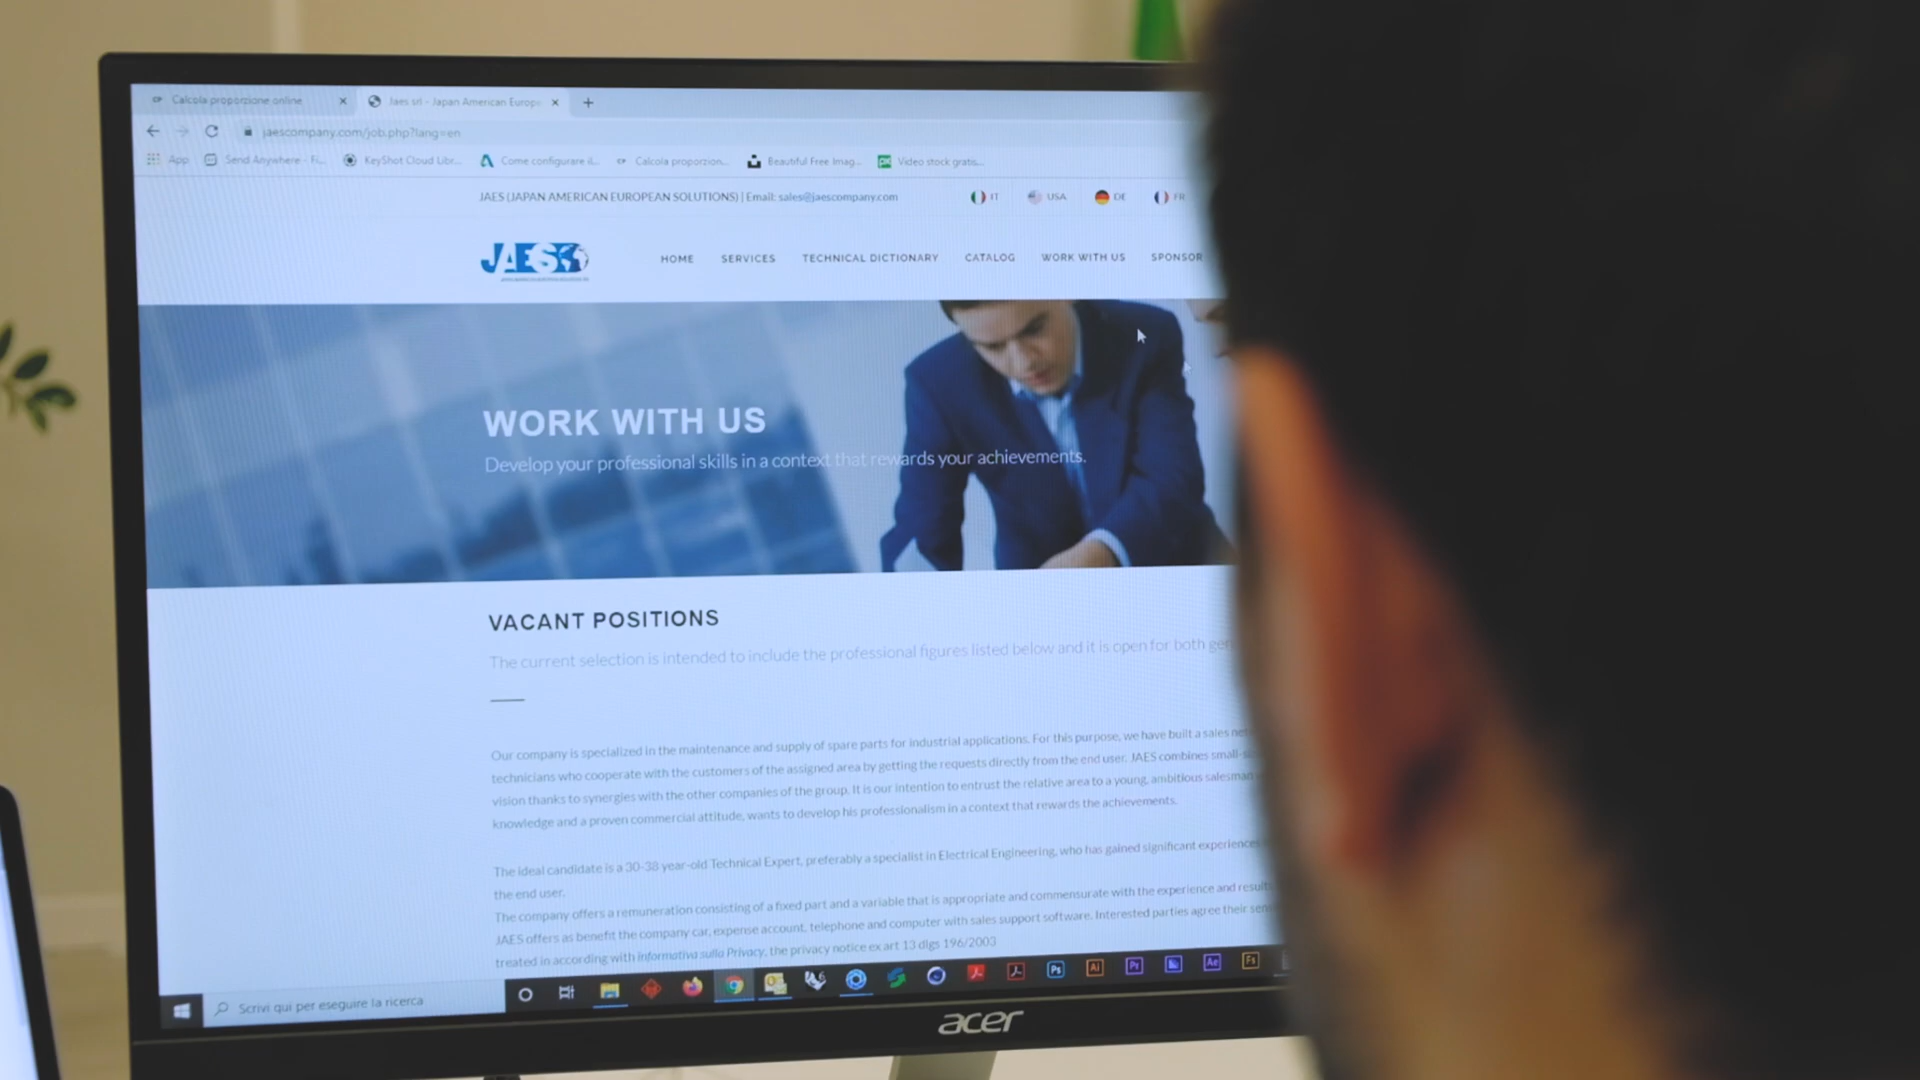 Calcola proporzione online
Jaes srl - Japan American Europe
jaescompany.com/job.php?lang=en
App
Send Anywhere - Fi...
KeyShot Cloud Libr...
Come configurare il...
Calcola proporzion...
Beautiful Free Imag...
Video stock gratis...
JAES (JAPAN AMERICAN EUROPEAN SOLUTIONS) | Email: sales@jaescompany.com
IT USA DE FR
JAES
HOME SERVICES TECHNICAL DICTIONARY CATALOG WORK WITH US SPONSOR
WORK WITH US
Develop your professional skills in a context that rewards your achievements.
VACANT POSITIONS
The current selection is intended to include the professional figures listed below and it is open for both gen
Our company is specialized in the maintenance and supply of spare parts for industrial applications. For this purpose, we have built a sales
technicians who cooperate with the customers of the assigned area by getting the requests directly from the end user. JAES combines
vision thanks to synergies with the other companies of the group. It is our intention to entrust the relative area to a young, ambitious salesman
knowledge and a proven commercial attitude, wants to develop his professionalism in a context that rewards the achievements.
The ideal candidate is a 30-38 year-old Technical Expert, preferably a specialist in Electrical Engineering, who has gained significant experiences
the end user.
The company offers a remuneration consisting of a fixed part and a variable that is appropriate and commensurate with the experience and
JAES offers as benefit the company car, expense account, telephone and computer with sales support software. Interested parties agree their
treated in according with informativa sulla Privacy, the privacy notice ex art 13 dlgs 196/2003
Scrivi qui per eseguire la ricerca
Ps Ai Pr Ae Fs
acer